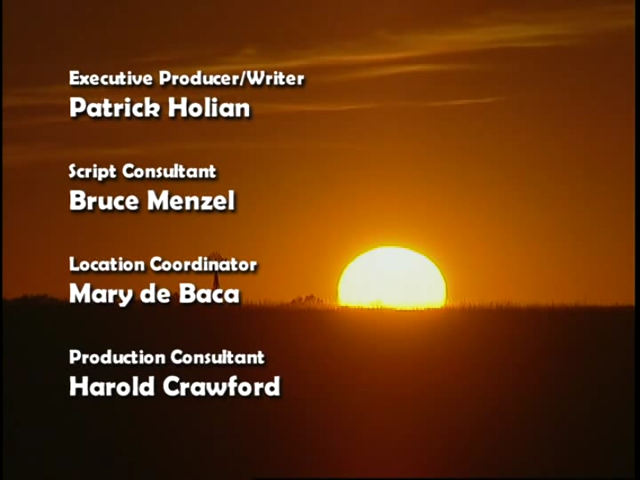 Executive Producer/Writer
Patrick Holian
Script Consultant
Bruce Menzel
Location Coordinator
Mary de Baca
Production Consultant
Harold Crawford